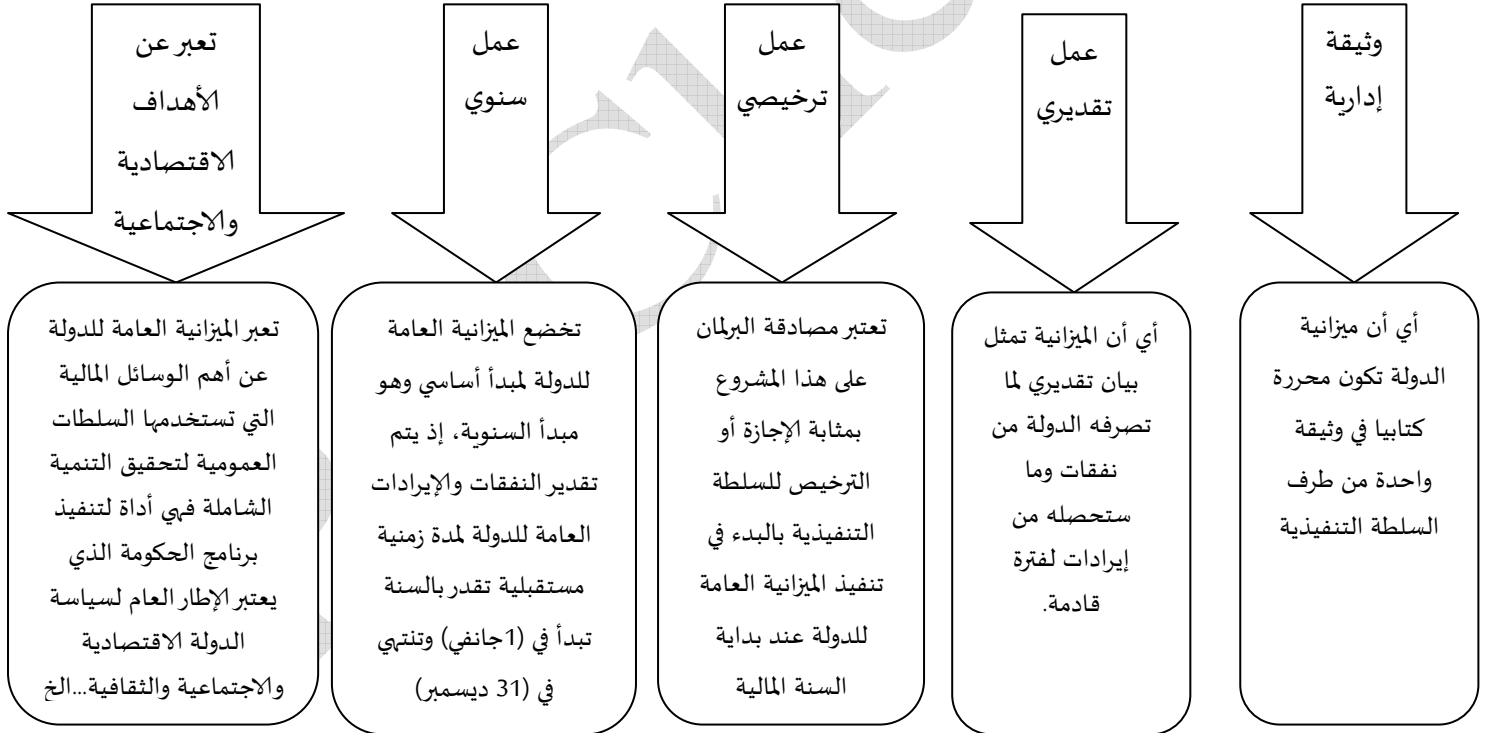 وثيقة
إدارية
عمل
تقديري
عمل
ترخيصي
عمل
سنوي
تعبر عن
الأهداف
الاقتصادية
والاجتماعية
أي أن ميزانية
الدولة تكون محررة
كتابيا في وثيقة
واحدة من طرف
السلطة التنفيذية
أي أن الميزانية تمثل
بيان تقديري لما
تصرفه الدولة من
نفقات وما
ستحصله من
إيرادات لفترة
قادمة.
تعتبر مصادقة البرلمان
على هذا المشروع
بمثابة الإجازة أو
الترخيص للسلطة
التنفيذية بالبدء في
تنفيذ الميزانية العامة
للدولة عند بداية
السنة المالية
تخضع الميزانية العامة
للدولة لمبدأ أساسي وهو
مبدأ السنوية، إذ يتم
تقدير النفقات والإيرادات
العامة للدولة لمدة زمنية
مستقبلية تقدر بالسنة
تبدأ في (1جانفي) وتنتهي
في (31 ديسمبر)
تعبر الميزانية العامة للدولة
عن أهم الوسائل المالية
التي تستخدمها السلطات
العمومية لتحقيق التنمية
الشاملة فهي أداة لتنفيذ
برنامج الحكومة الذي
يعتبر الإطار العام لسياسة
الدولة الاقتصادية
والاجتماعية والثقافية...الخ